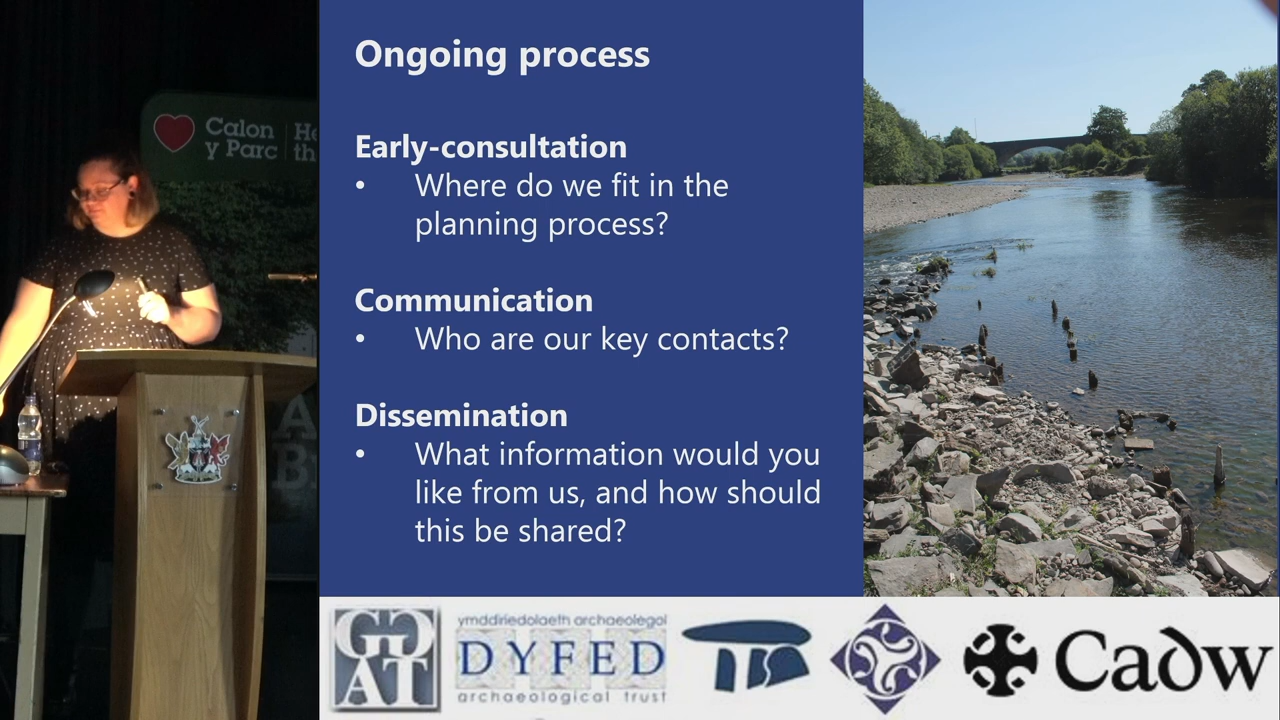 Calon
y Parc
Ongoing process
Early-consultation
• Where do we fit in the
planning process?
Communication
• Who are our key contacts?
Dissemination
• What information would you
like from us, and how should
this be shared?
GGAT
ymddiriedolaeth archaeolegol
DYFED
archaeological trust
Cadw